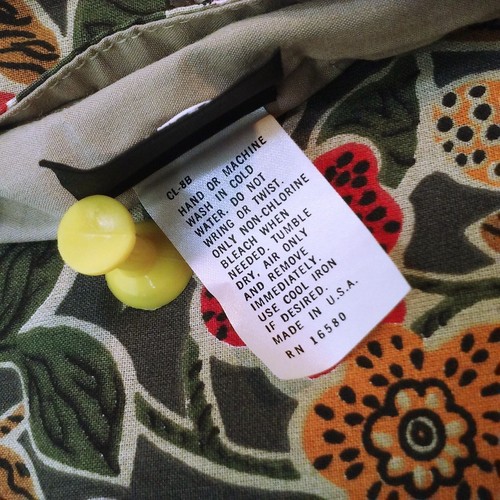 CL-8B
HAND OR MACHINE
WASH IN COLD
WATER. DO NOT
WRING OR TWIST.
ONLY NON-CHLORINE
BLEACH WHEN
NEEDED. TUMBLE
DRY, AIR ONLY
AND REMOVE
IMMEDIATELY.
USE COOL IRON
IF DESIRED.
MADE IN U.S.A.
RN 16580